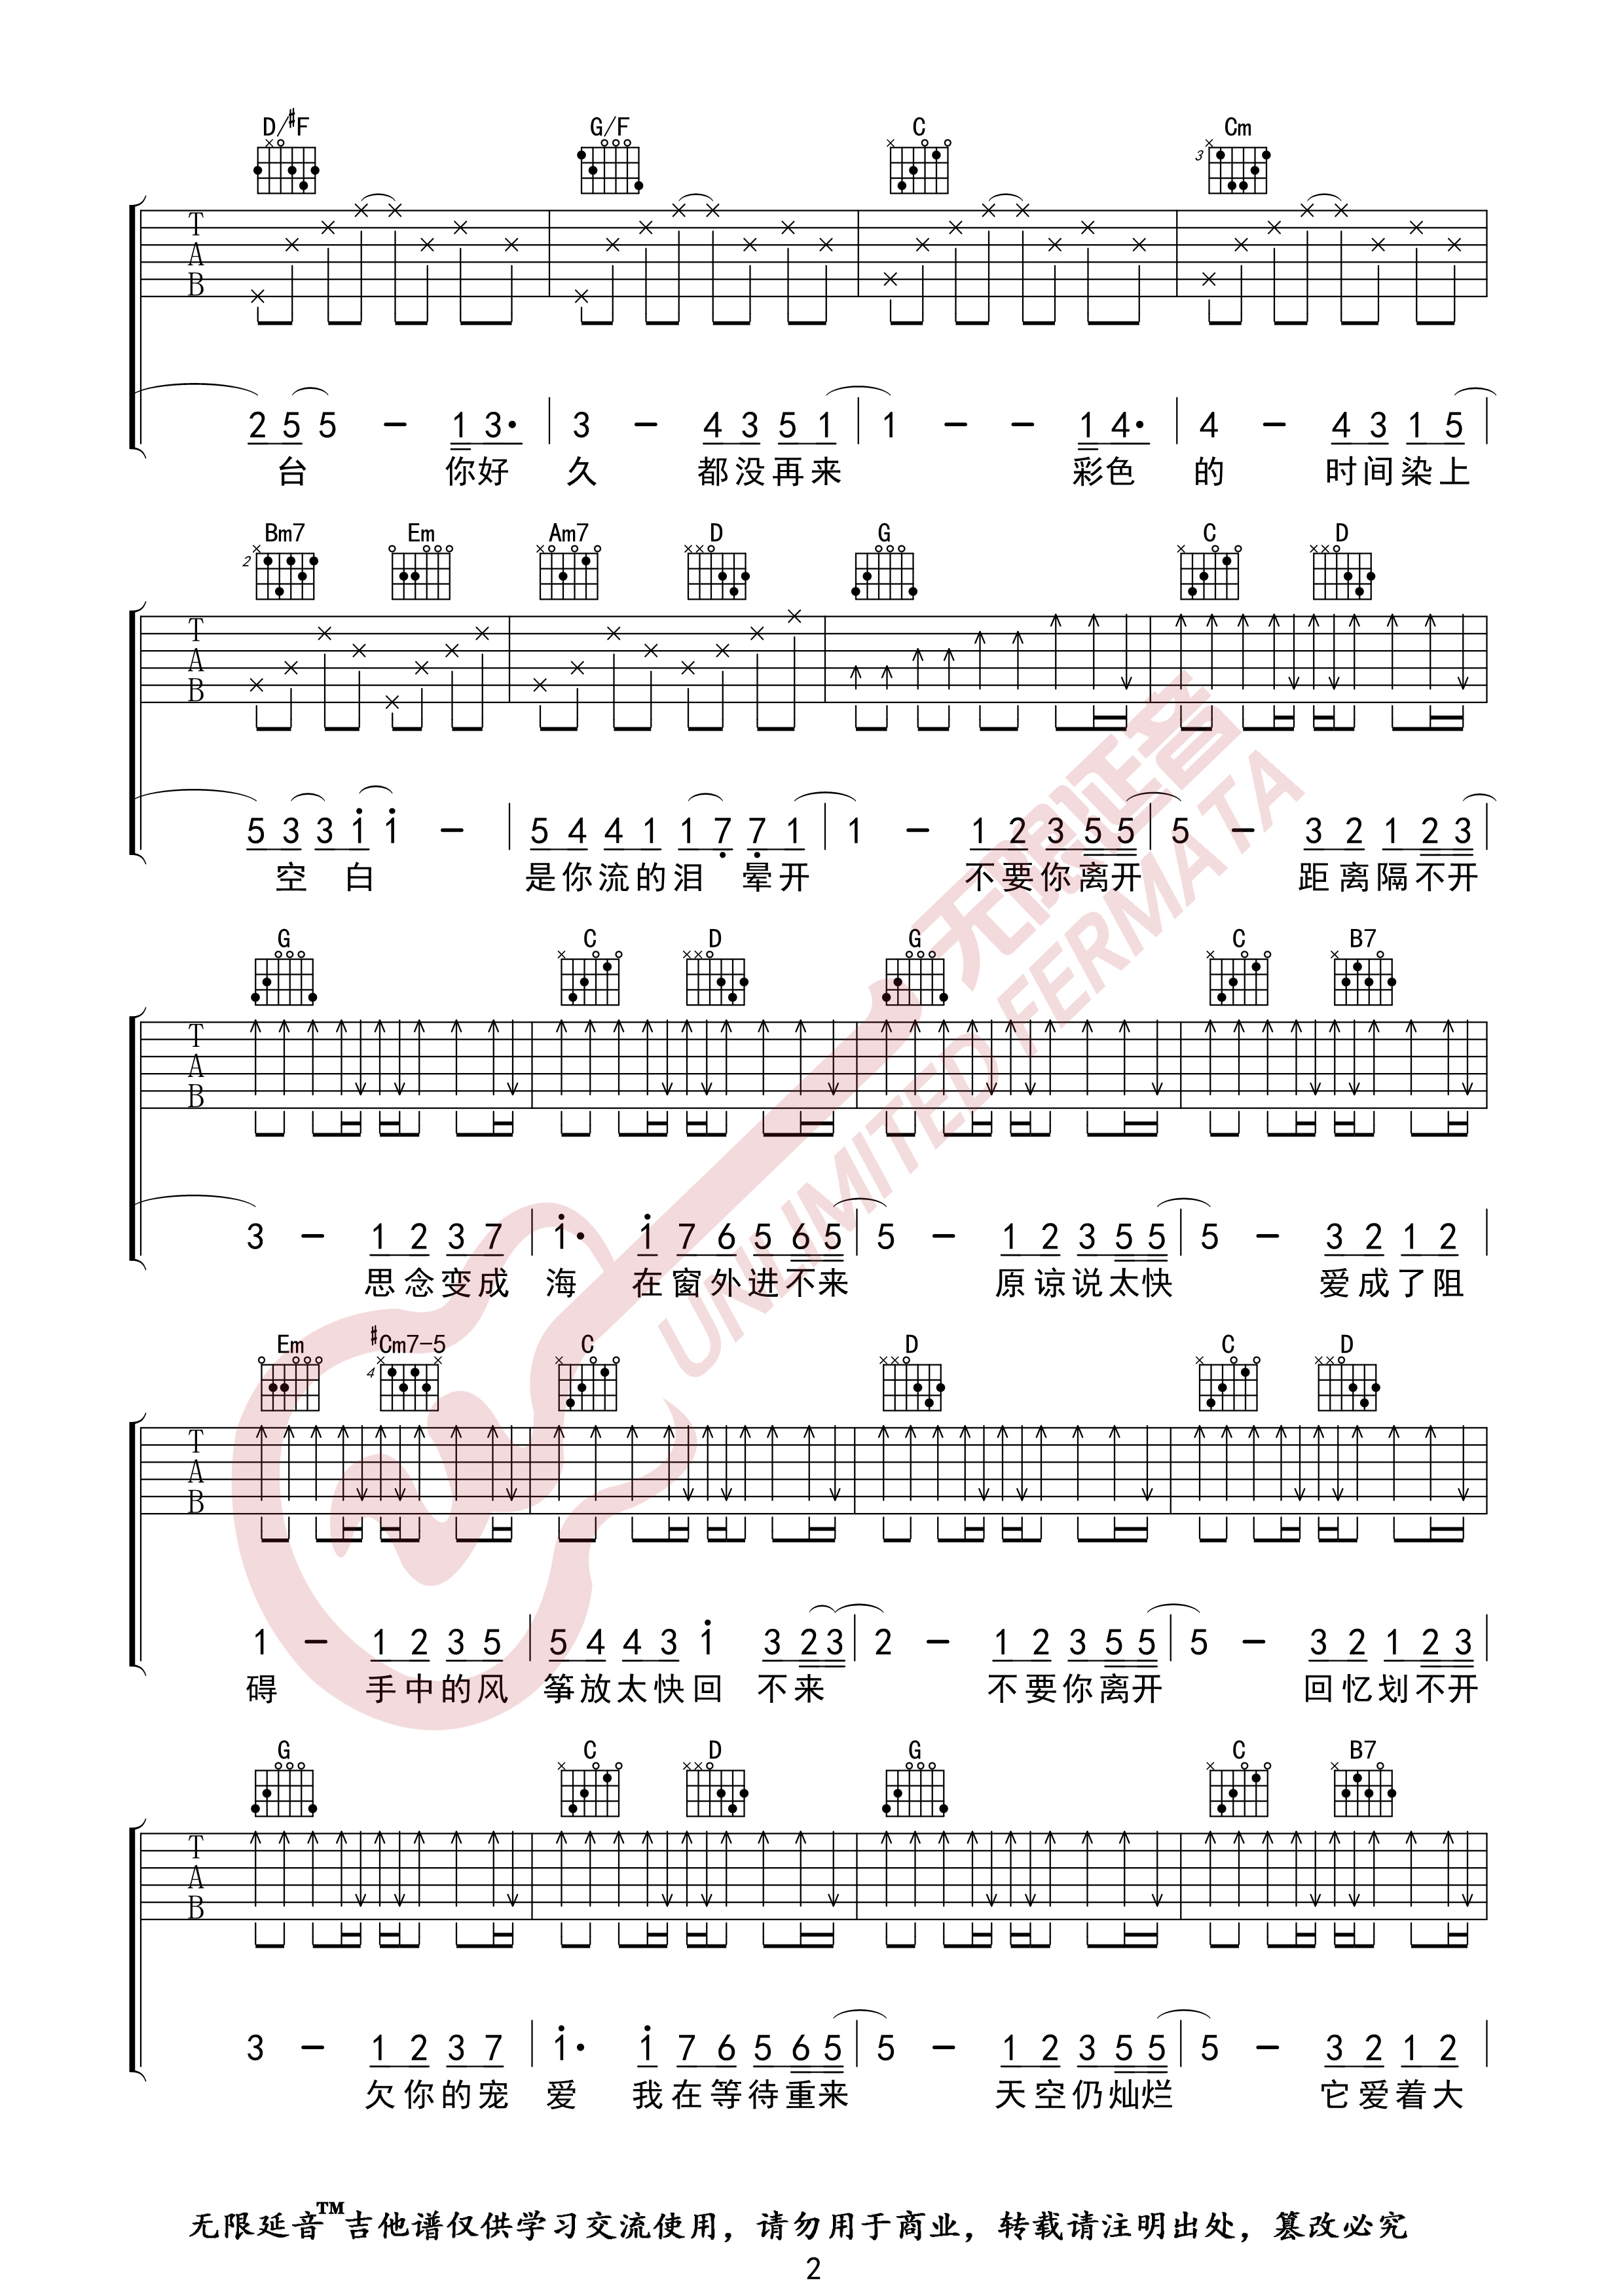 D/#F G/F C Cm
3
T
A
B
2 5 5 – 1 3· 3 – 4 3 5 1 1 – – 1 4· 4 – 4 3 1 5
台 你好 久 都没再来 彩色 的 时间染上
Bm7 Em Am7 D G C D
2
T
A
B
5 3 3 1 1 – 5 4 4 1 1 7 7 1 1 – 1 2 3 5 5 5 – 3 2 1 2 3
空 白 是你流的泪 晕开 不要你离开 距离隔不开
G C D G C B7
T
A
B
3 – 1 2 3 7 1· 1 7 6 5 6 5 5 – 1 2 3 5 5 5 – 3 2 1 2
思念变成 海 在窗外进不来 原谅说太快 爱成了阻
Em #Cm7-5 C D C D
4
T
A
B
1 – 1 2 3 5 5 4 4 3 1 3 2 3 2 – 1 2 3 5 5 5 – 3 2 1 2 3
碍 手中的风 筝放太快回 不来 不要你离开 回忆划不开
G C D G C B7
T
A
B
3 – 1 2 3 7 1· 1 7 6 5 6 5 5 – 1 2 3 5 5 5 – 3 2 1 2
欠你的宠 爱 我在等待重来 天空仍灿烂 它爱着大
无限延音
UNLIMITED FERMATA
无限延音™吉他谱仅供学习交流使用，请勿用于商业，转载请注明出处，篡改必究
2